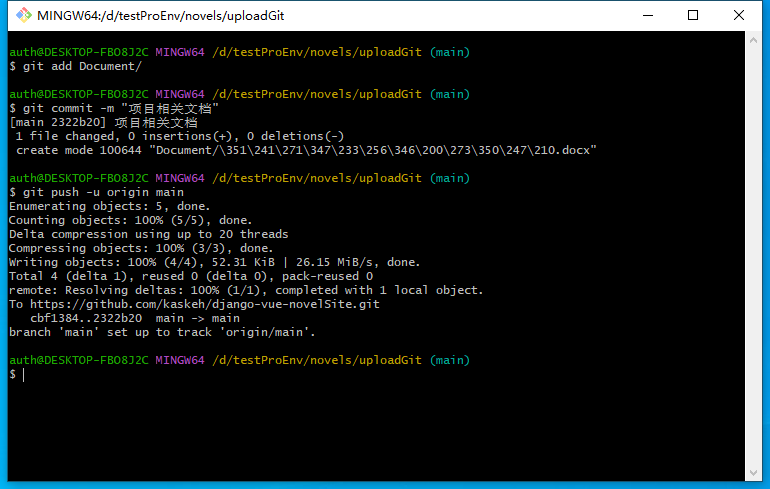 MINGW64:/d/testProEnv/novels/uploadGit
auth@DESKTOP-FBO8J2C MINGW64 /d/testProEnv/novels/uploadGit (main)
$ git add Document/
auth@DESKTOP-FBO8J2C MINGW64 /d/testProEnv/novels/uploadGit (main)
$ git commit -m "项目相关文档"
[main 2322b20] 项目相关文档
1 file changed, 0 insertions(+), 0 deletions(-)
create mode 100644 "Document/\351\241\271\347\233\256\346\200\273\350\247\210.docx"
auth@DESKTOP-FBO8J2C MINGW64 /d/testProEnv/novels/uploadGit (main)
$ git push -u origin main
Enumerating objects: 5, done.
Counting objects: 100% (5/5), done.
Delta compression using up to 20 threads
Compressing objects: 100% (3/3), done.
Writing objects: 100% (4/4), 52.31 KiB | 26.15 MiB/s, done.
Total 4 (delta 1), reused 0 (delta 0), pack-reused 0
remote: Resolving deltas: 100% (1/1), completed with 1 local object.
To https://github.com/kaskeh/django-vue-novelSite.git
cbf1384..2322b20  main -> main
branch 'main' set up to track 'origin/main'.
auth@DESKTOP-FBO8J2C MINGW64 /d/testProEnv/novels/uploadGit (main)
$